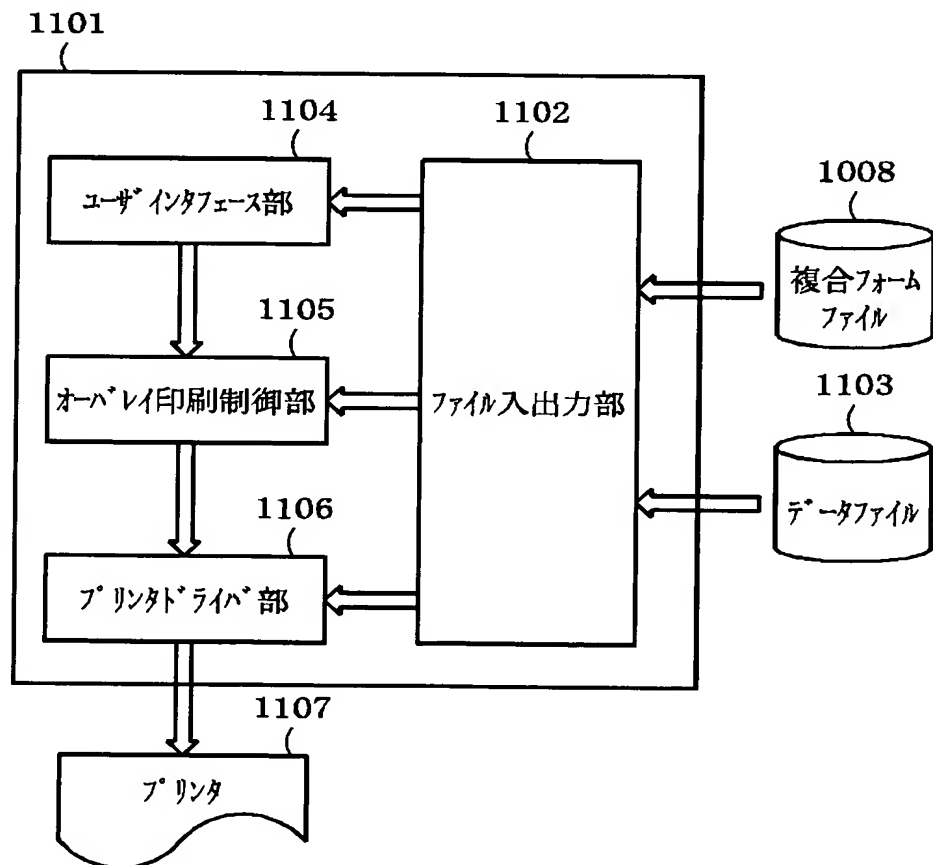 1101
1104
1102
ユーザインタフェース部
1008
複合フォーム
ファイル
1105
オーバレイ印刷制御部
ファイル入出力部
1103
データファイル
1106
プリンタドライバ部
1107
プリンタ